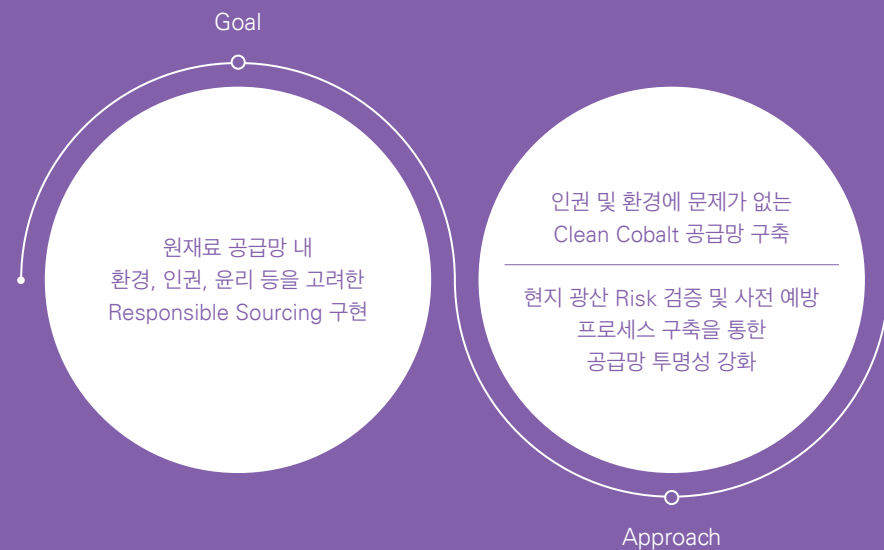 Goal
원재료 공급망 내
환경, 인권, 윤리 등을 고려한
Responsible Sourcing 구현
인권 및 환경에 문제가 없는
Clean Cobalt 공급망 구축
현지 광산 Risk 검증 및 사전 예방
프로세스 구축을 통한
공급망 투명성 강화
Approach